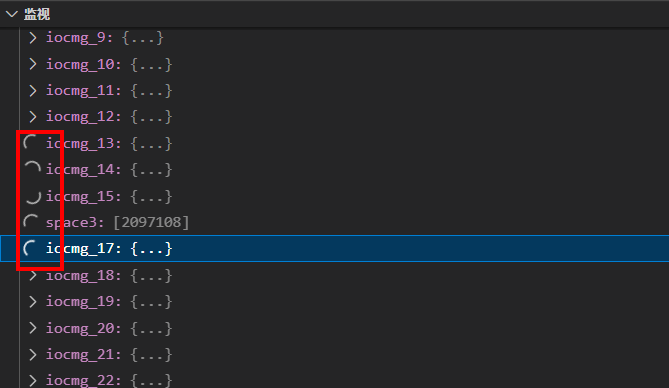 监视
iocmg_9: {...}
iocmg_10: {...}
iocmg_11: {...}
iocmg_12: {...}
iocmg_13: {...}
iocmg_14: {...}
iocmg_15: {...}
space3: [2097108]
iocmg_17: {...}
iocmg_18: {...}
iocmg_19: {...}
iocmg_20: {...}
iocmg_21: {...}
iocmg_22: {...}